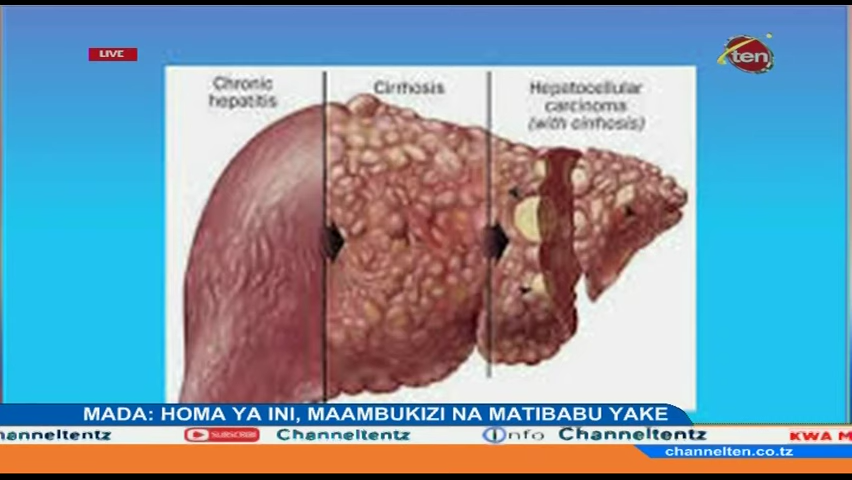 LIVE
ten
Chronic
hepatitis
Cirrhosis
Hepatocellular
carcinoma
(with cirrhosis)
MADA: HOMA YA INI, MAAMBUKIZI NA MATIBABU YAKE
hanneltentz SUBSCRIBE Channeltentz info Channeltentz KWA M
channelten.co.tz